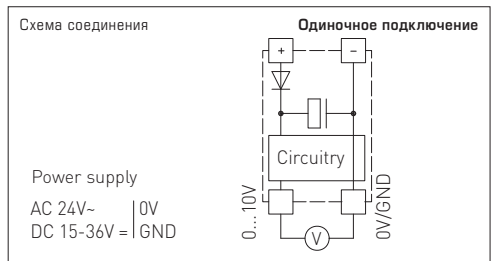 Схема соединения
Одиночное подключение
+ −
Circuitry
Power supply
AC 24V~ | 0V
DC 15-36V = | GND
0...10V
0V/GND
V